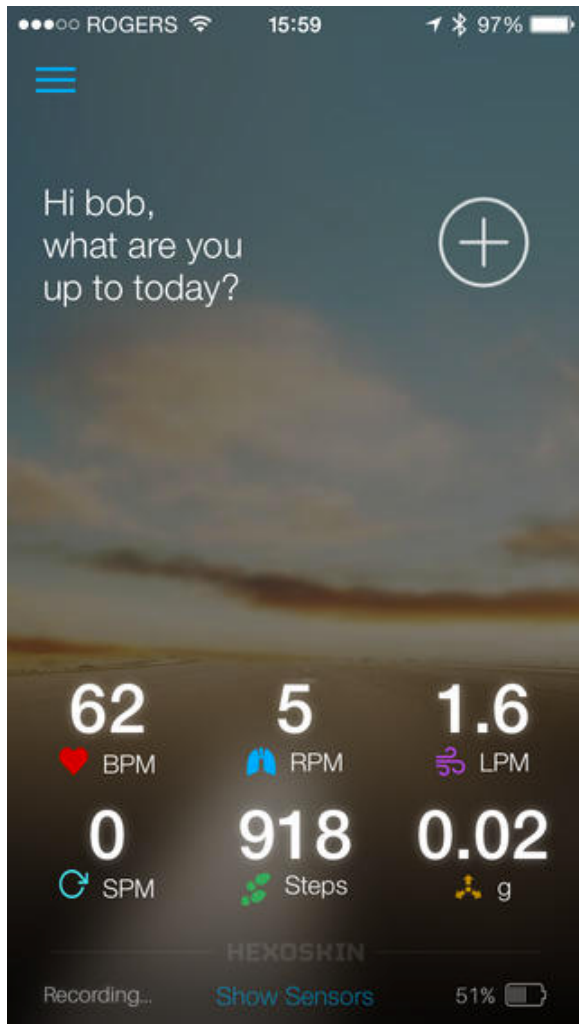 ROGERS 15:59 97%
Hi bob,
what are you
up to today?
62 5 1.6
BPM RPM LPM
0 918 0.02
SPM Steps g
HEXOSKIN
Recording... Show Sensors 51%